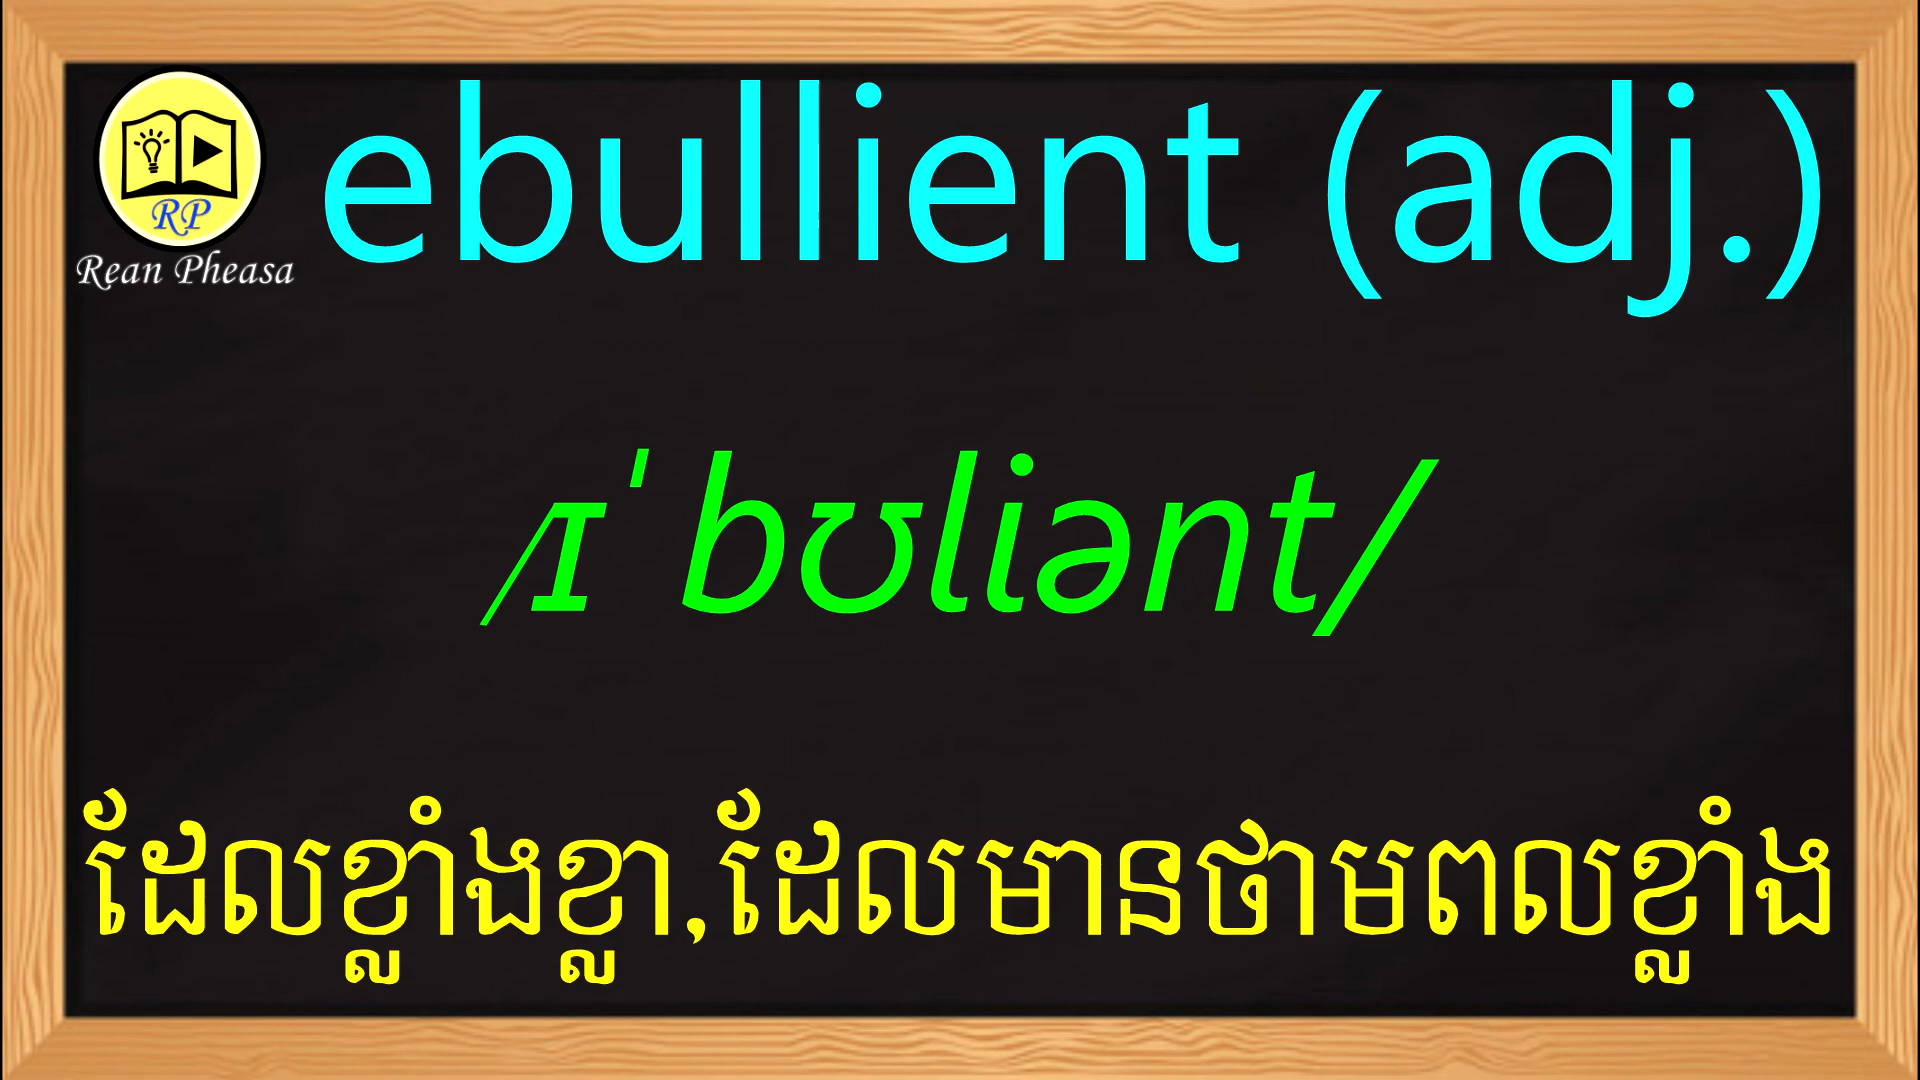 RP
Rean Pheasa
ebullient (adj.)
/ɪˈbʊliənt/
ដែលខ្លាំងខ្លា,ដែលមានថាមពលខ្លាំង